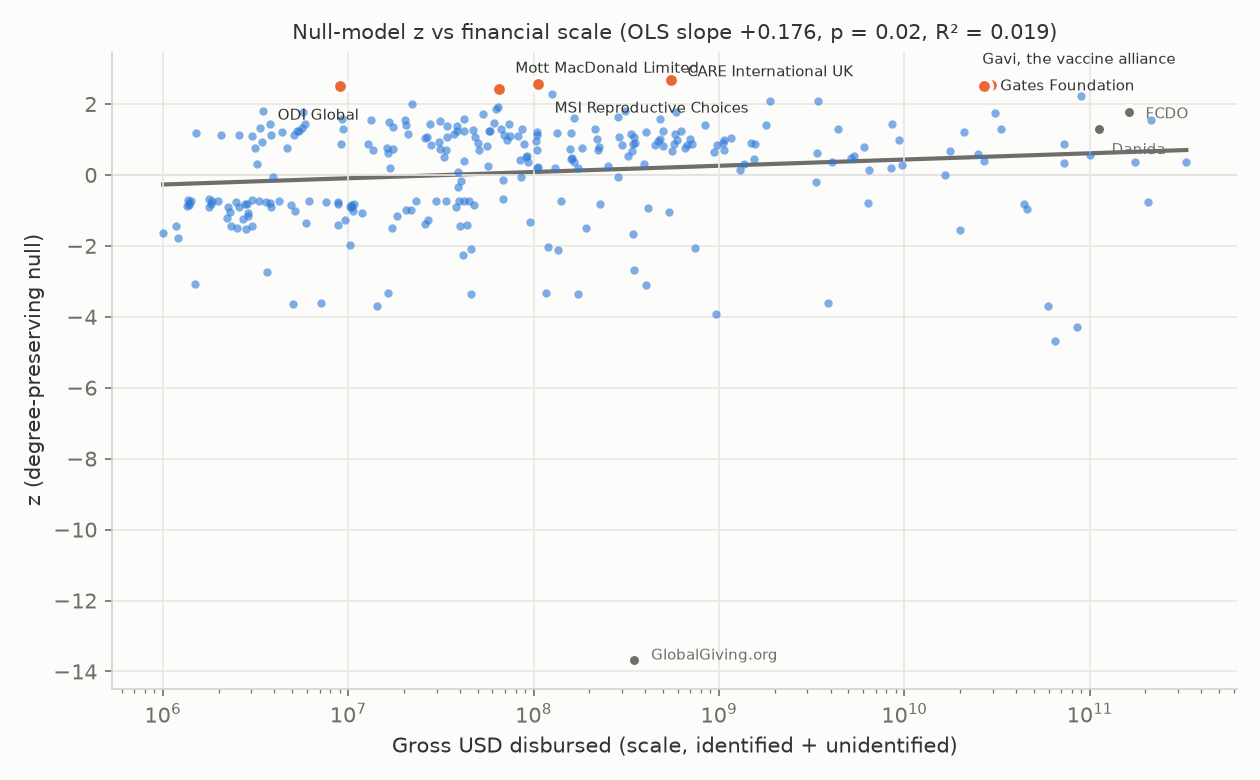 Null-model z vs financial scale (OLS slope +0.176, p = 0.02, R² = 0.019)
Gavi, the vaccine alliance
Mott MacDonald Limited
CARE International UK
Gates Foundation
ODI Global
MSI Reproductive Choices
FCDO
Danida
GlobalGiving.org
z (degree-preserving null)
2
0
−2
−4
−6
−8
−10
−12
−14
10⁶
10⁷
10⁸
10⁹
10¹⁰
10¹¹
Gross USD disbursed (scale, identified + unidentified)